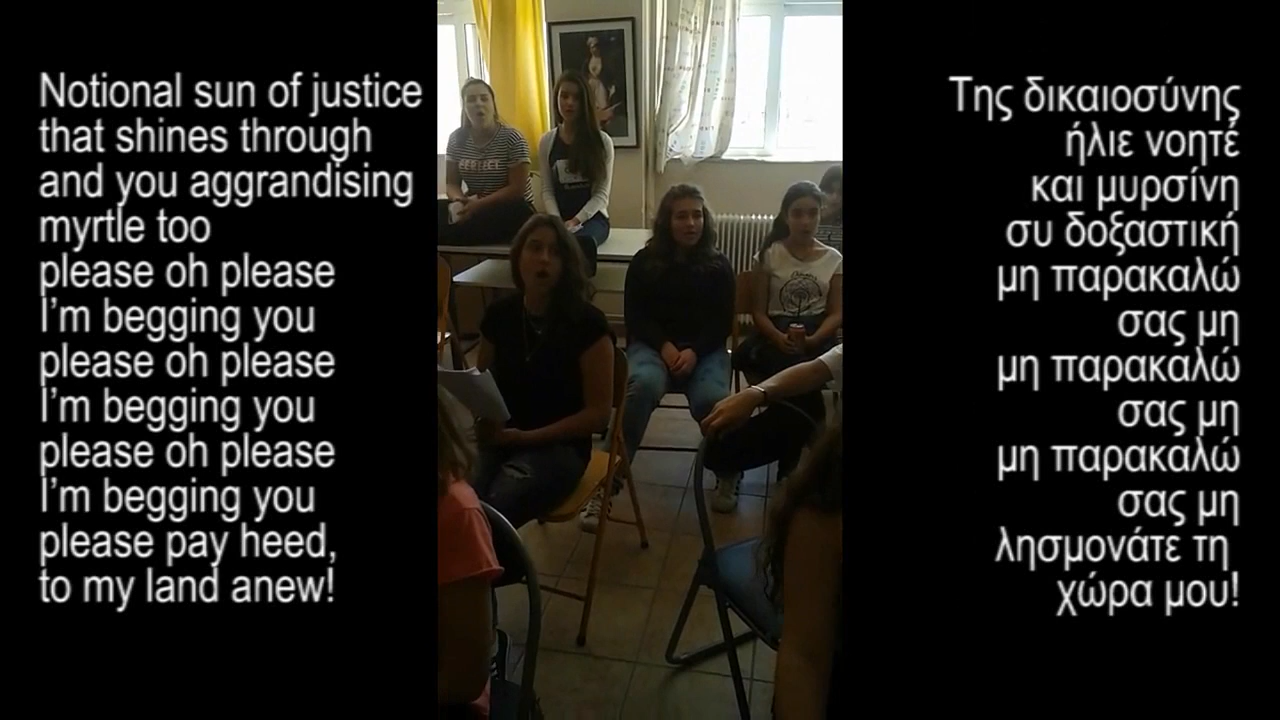 Notional sun of justice
that shines through
and you aggrandising
myrtle too
please oh please
I'm begging you
please oh please
I'm begging you
please oh please
I'm begging you
please pay heed,
to my land anew!
Της δικαιοσύνης
ήλιε νοητέ
και μυρσίνη
συ δοξαστική
μη παρακαλώ
σας μη
μη παρακαλώ
σας μη
μη παρακαλώ
σας μη
λησμονάτε τη
χώρα μου!